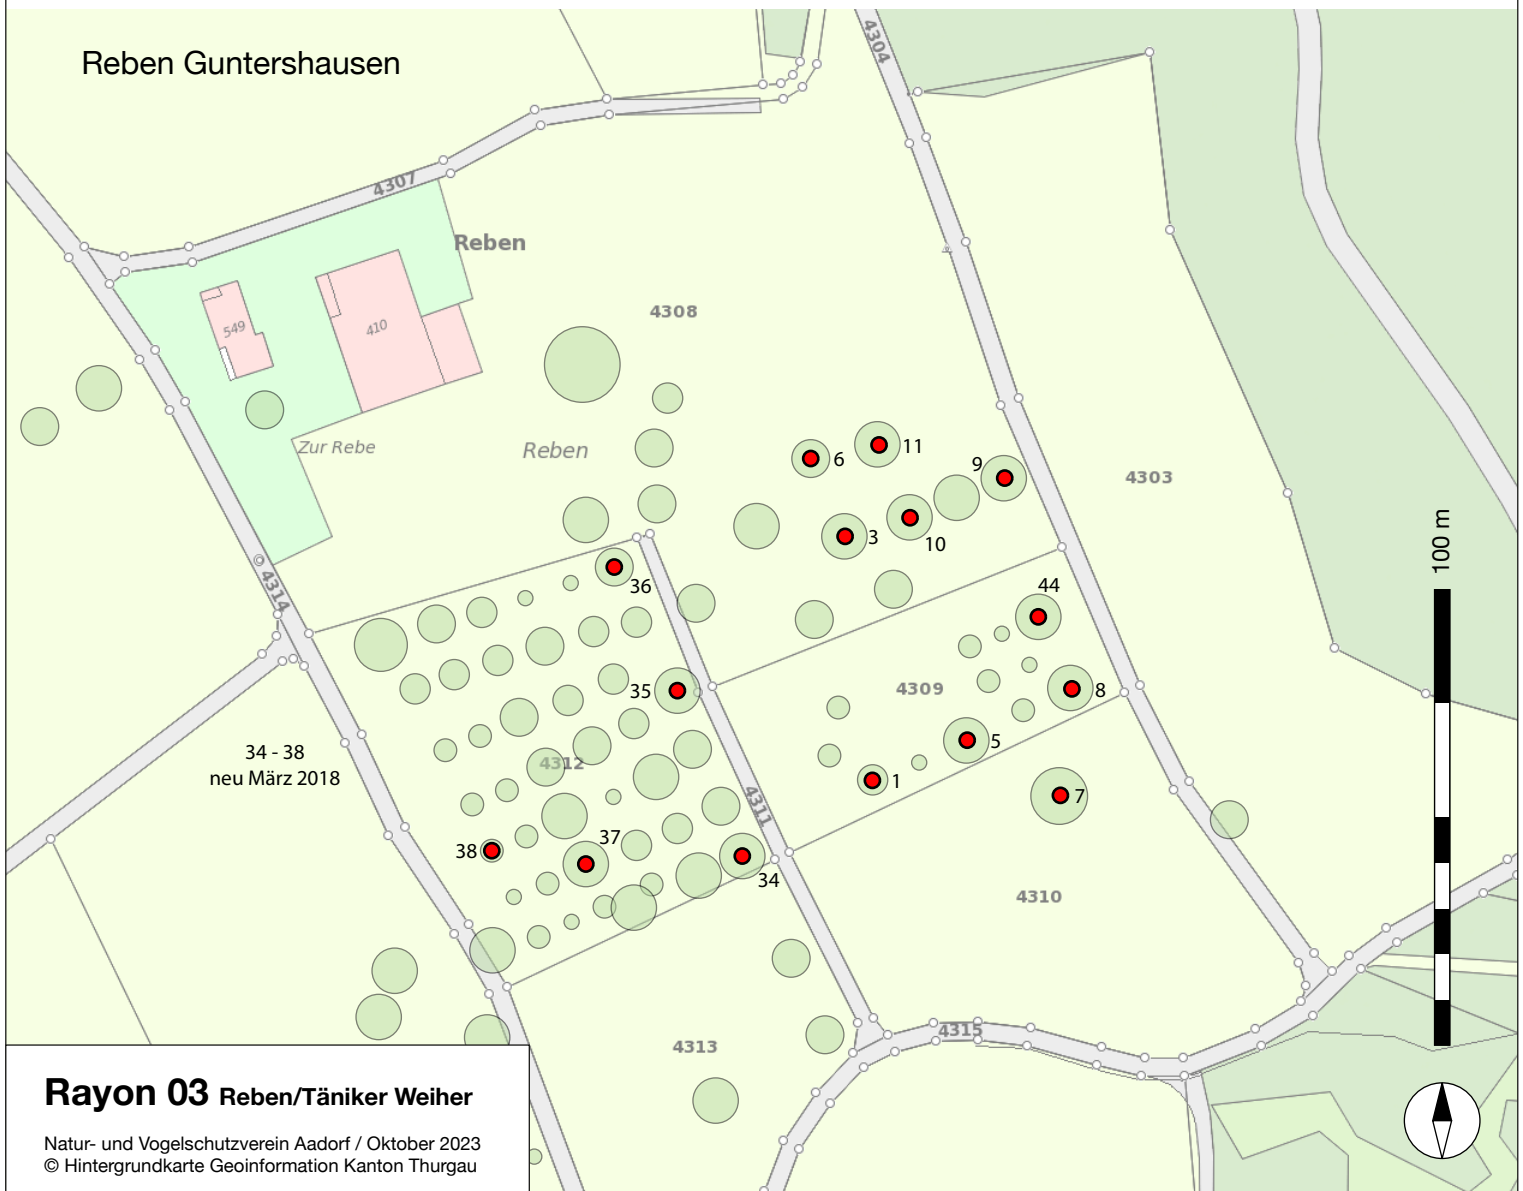 Reben Guntershausen
4304
4307
Reben
4308
549
410
Zur Rebe
Reben
6
11
9
4303
3
10
100 m
36
44
4314
35
4309
8
5
34 - 38
neu März 2018
4312
1
7
4311
38
37
34
4310
4315
4313
Rayon 03 Reben/Täniker Weiher
Natur- und Vogelschutzverein Aadorf / Oktober 2023
© Hintergrundkarte Geoinformation Kanton Thurgau